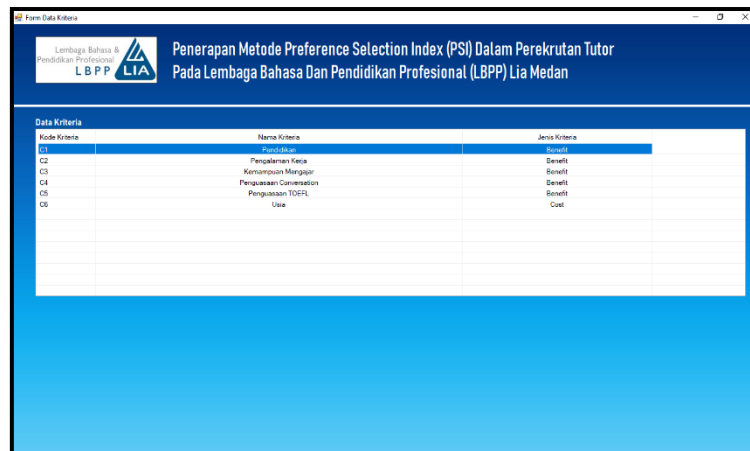 Form Data Kriteria
Lembaga Bahasa &
Pendidikan Profesional
LBPP LIA
Penerapan Metode Preference Selection Index (PSI) Dalam Perekrutan Tutor
Pada Lembaga Bahasa Dan Pendidikan Profesional (LBPP) Lia Medan
Data Kriteria
Kode Kriteria Nama Kriteria Jenis Kriteria
C1 Pendidikan Benefit
C2 Pengalaman Kerja Benefit
C3 Kemampuan Mengajar Benefit
C4 Penguasaan Conversation Benefit
C5 Penguasaan TOEFL Benefit
C6 Usia Cost